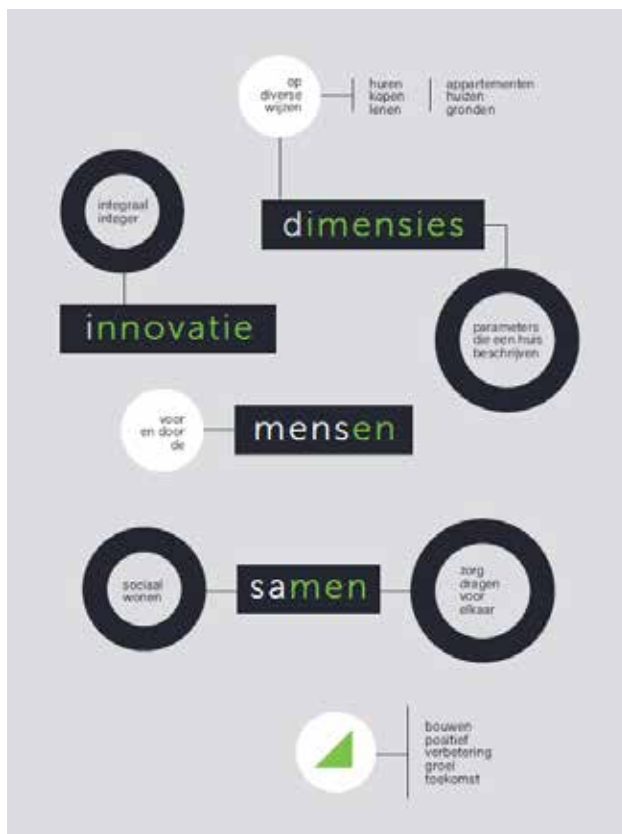 op
diverse
wijzen
huren
kopen
lenen
appartementen
huizen
gronden
integraal
integer
dimensies
innovatie
parameters
die een huis
beschrijven
voor
en door
de
mensen
sociaal
wonen
samen
zorg
dragen
voor
elkaar
bouwen
positief
verbetering
groei
toekomst